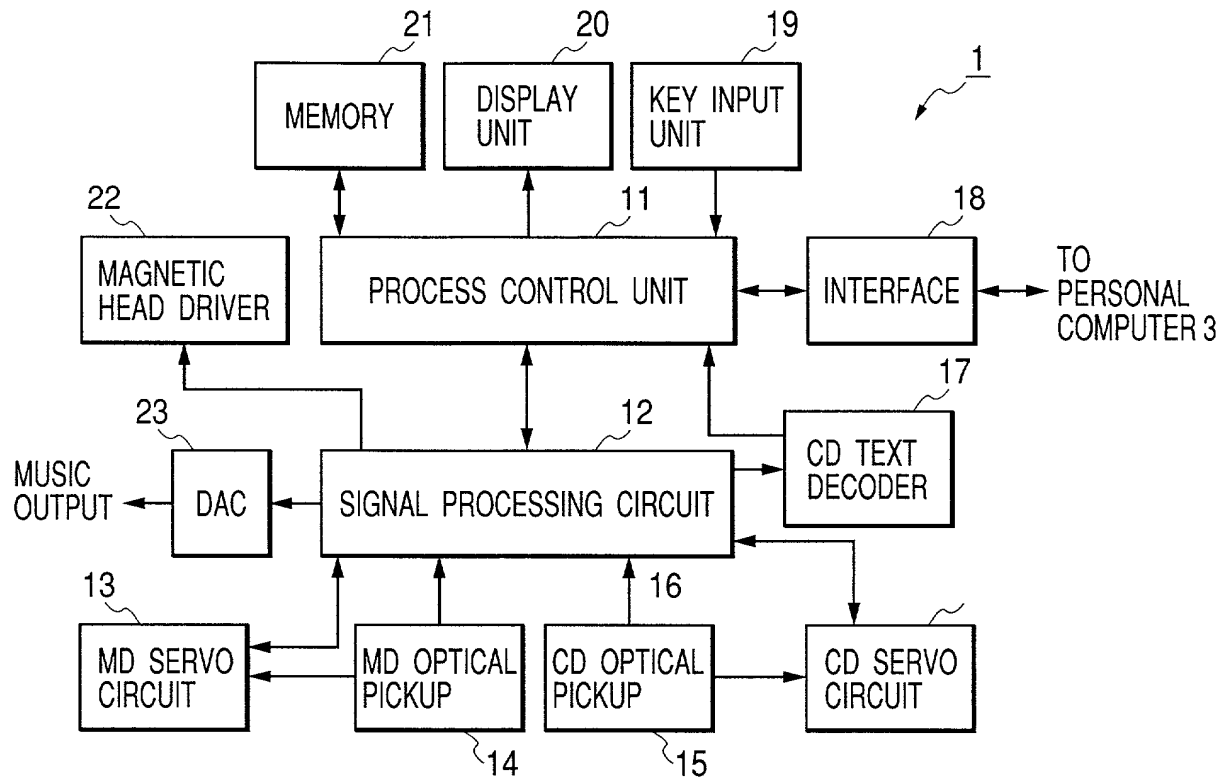 21
20
19
1
MEMORY
DISPLAY
UNIT
KEY INPUT
UNIT
22
11
18
MAGNETIC
HEAD DRIVER
PROCESS CONTROL UNIT
INTERFACE
TO
PERSONAL
COMPUTER 3
23
12
17
MUSIC
OUTPUT
DAC
SIGNAL PROCESSING CIRCUIT
CD TEXT
DECODER
13
16
MD SERVO
CIRCUIT
MD OPTICAL
PICKUP
CD OPTICAL
PICKUP
CD SERVO
CIRCUIT
14
15